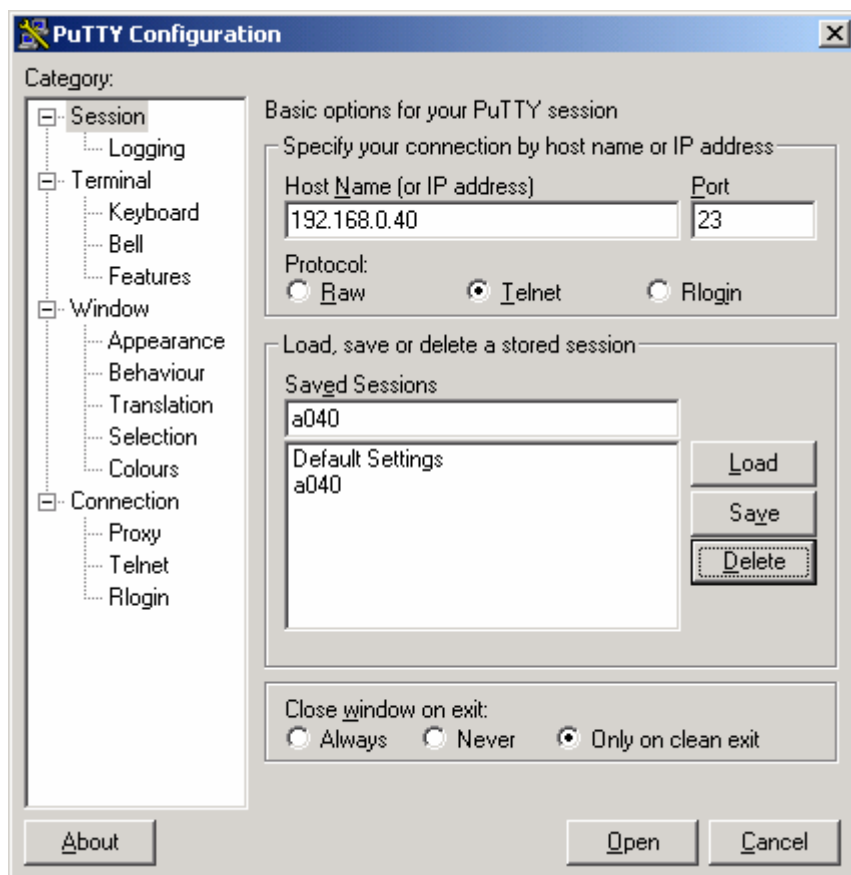 PuTTY Configuration
Category:
Session
Logging
Terminal
Keyboard
Bell
Features
Window
Appearance
Behaviour
Translation
Selection
Colours
Connection
Proxy
Telnet
Rlogin
Basic options for your PuTTY session
Specify your connection by host name or IP address
Host Name (or IP address) Port
192.168.0.40 23
Protocol:
Raw Telnet Rlogin
Load, save or delete a stored session
Saved Sessions
a040
Default Settings
a040
Load
Save
Delete
Close window on exit:
Always Never Only on clean exit
About Open Cancel